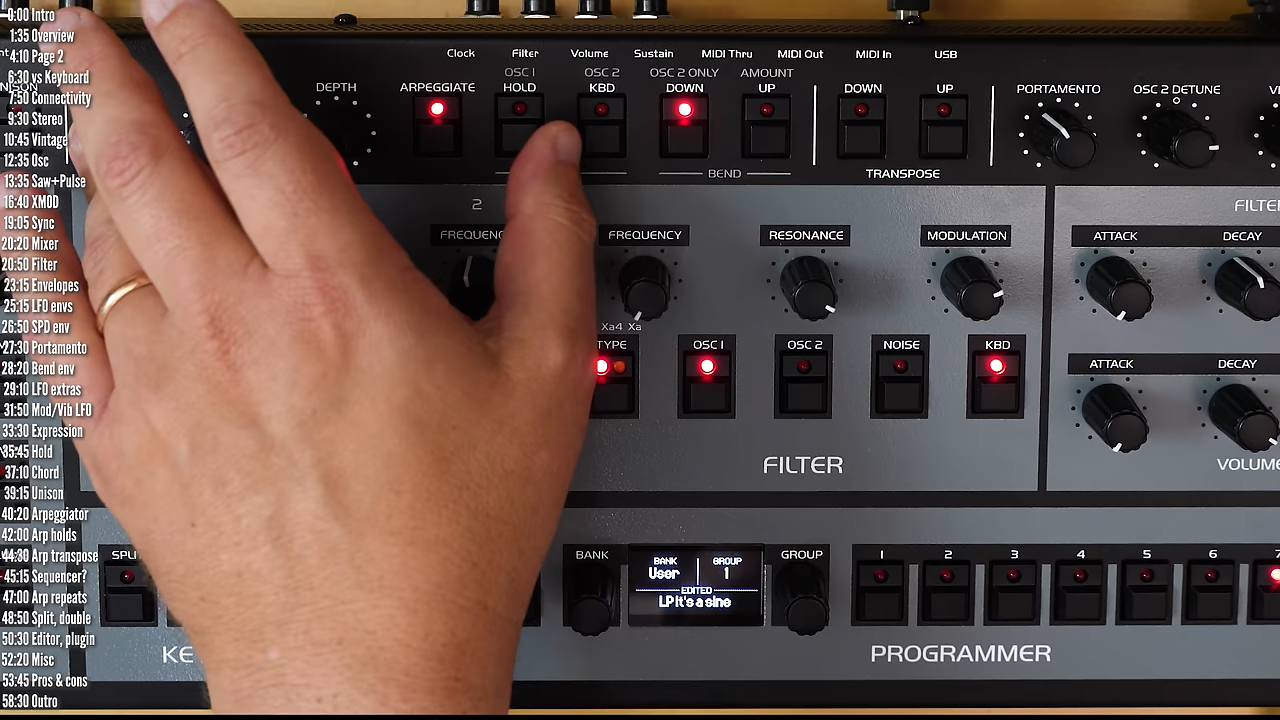 0:00 Intro
1:35 Overview
4:10 Page 2
6:30 vs Keyboard
7:50 Connectivity
9:30 Stereo
10:45 Vintage
12:35 Osc
13:35 Saw+Pulse
16:40 XMOD
19:05 Sync
20:20 Mixer
20:50 Filter
23:15 Envelopes
25:15 LFO envs
26:50 SPD env
27:30 Portamento
28:20 Bend env
29:10 LFO extras
31:50 Mod/Vib LFO
33:30 Expression
35:45 Hold
37:10 Chord
39:15 Unison
40:20 Arpeggiator
42:00 Arp holds
44:30 Arp transpose
45:15 Sequencer?
47:00 Arp repeats
48:50 Split, double
50:30 Editor, plugin
52:20 Misc
53:45 Pros & cons
58:30 Outro
Clock Filter Volume Sustain MIDI Thru MIDI Out MIDI In USB
OSC 1 OSC 2 OSC 2 ONLY AMOUNT
DEPTH ARPEGGIATE HOLD KBD DOWN UP DOWN UP PORTAMENTO OSC 2 DETUNE
BEND TRANSPOSE
2 FILTE
FREQUENC FREQUENCY RESONANCE MODULATION ATTACK DECAY
Xa4 Xa
TYPE OSC 1 OSC 2 NOISE KBD ATTACK DECAY
FILTER VOLUME
SPLI BANK GROUP 1 2 3 4 5 6 7
BANK GROUP
User 1
EDITED
LP It's a sine
KE PROGRAMMER